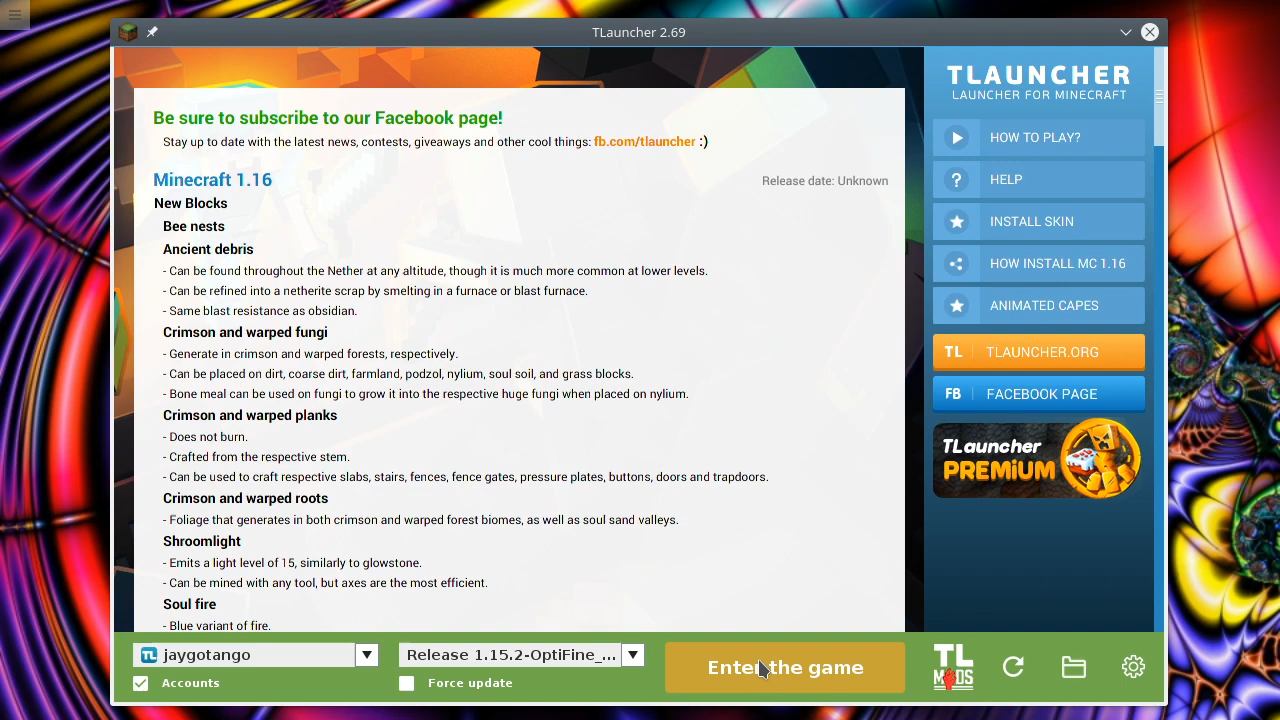 TLauncher 2.69
Be sure to subscribe to our Facebook page!
Stay up to date with the latest news, contests, giveaways and other cool things: fb.com/tlauncher :)
Minecraft 1.16
Release date: Unknown
New Blocks
Bee nests
Ancient debris
- Can be found throughout the Nether at any altitude, though it is much more common at lower levels.
- Can be refined into a netherite scrap by smelting in a furnace or blast furnace.
- Same blast resistance as obsidian.
Crimson and warped fungi
- Generate in crimson and warped forests, respectively.
- Can be placed on dirt, coarse dirt, farmland, podzol, nylium, soul soil, and grass blocks.
- Bone meal can be used on fungi to grow it into the respective huge fungi when placed on nylium.
Crimson and warped planks
- Does not burn.
- Crafted from the respective stem.
- Can be used to craft respective slabs, stairs, fences, fence gates, pressure plates, buttons, doors and trapdoors.
Crimson and warped roots
- Foliage that generates in both crimson and warped forest biomes, as well as soul sand valleys.
Shroomlight
- Emits a light level of 15, similarly to glowstone.
- Can be mined with any tool, but axes are the most efficient.
Soul fire
- Blue variant of fire.
TLAUNCHER
LAUNCHER FOR MINECRAFT
HOW TO PLAY?
? HELP
INSTALL SKIN
HOW INSTALL MC 1.16
ANIMATED CAPES
TL TLAUNCHER.ORG
FB FACEBOOK PAGE
TLauncher
PREMIUM
TL jaygotango
Accounts
Release 1.15.2-OptiFine_...
Force update
Enter the game
TL
MODS